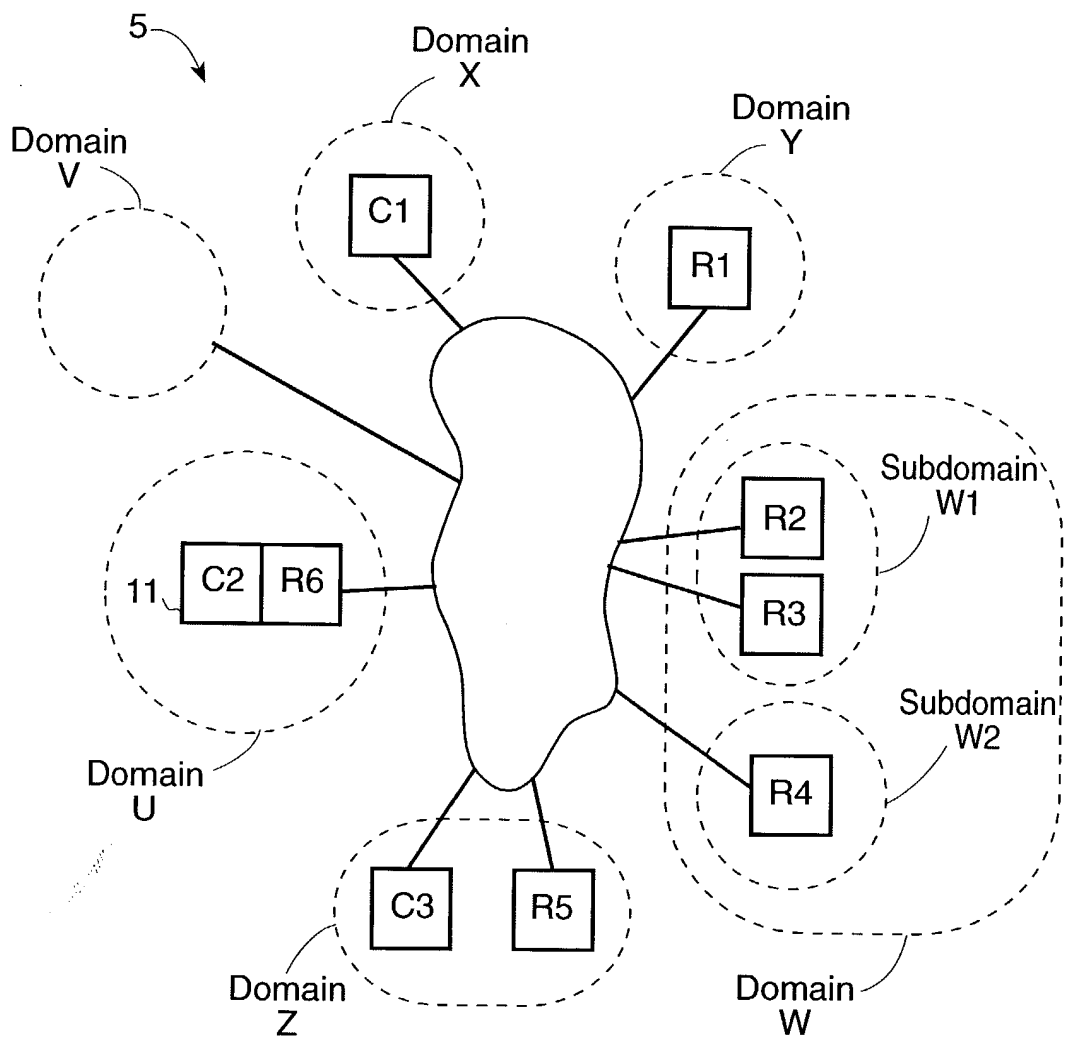 5
Domain
X
Domain
Y
Domain
V
C1
R1
Subdomain
W1
R2
C2
R6
11
R3
Subdomain
W2
Domain
U
R4
C3
R5
Domain
Z
Domain
W